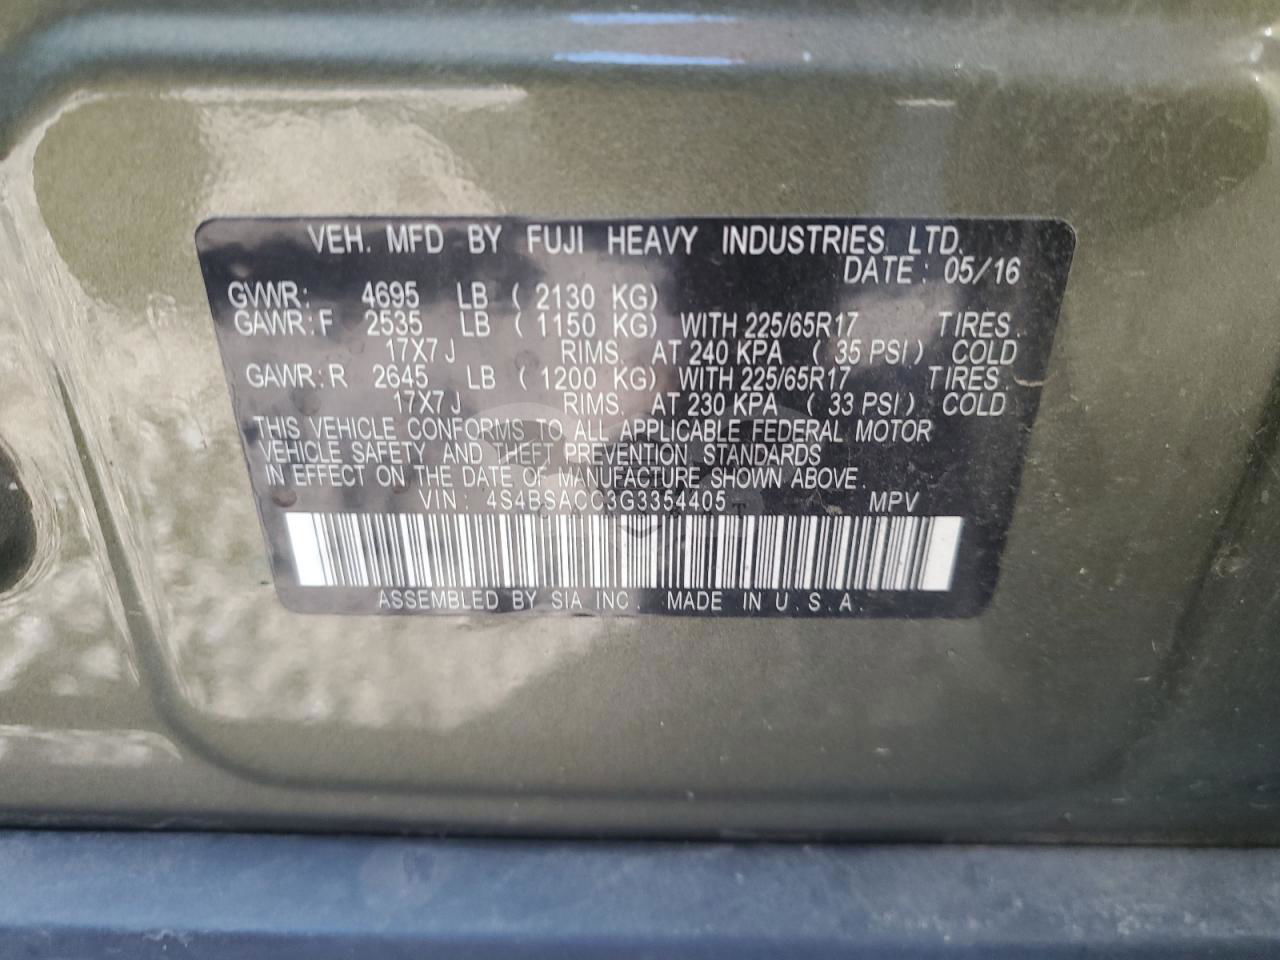 VEH. MFD BY FUJI HEAVY INDUSTRIES LTD.
DATE: 05/16
GVWR: 4695 LB (2130 KG)
GAWR:F 2535 LB (1150 KG) WITH 225/65R17 TIRES.
17X7J RIMS. AT 240 KPA (35 PSI) COLD
GAWR:R 2645 LB (1200 KG) WITH 225/65R17 TIRES.
17X7J RIMS. AT 230 KPA (33 PSI) COLD
THIS VEHICLE CONFORMS TO ALL APPLICABLE FEDERAL MOTOR
VEHICLE SAFETY AND THEFT PREVENTION STANDARDS
IN EFFECT ON THE DATE OF MANUFACTURE SHOWN ABOVE.
VIN: 4S4BSACC3G3354405 MPV
ASSEMBLED BY SIA INC. MADE IN U.S.A.